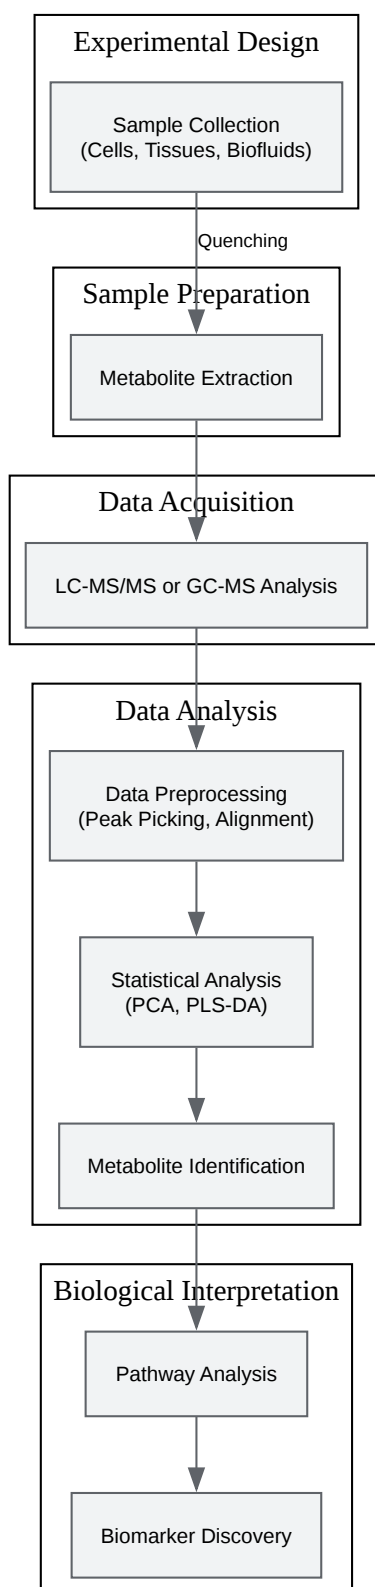 Experimental Design
Sample Collection
(Cells, Tissues, Biofluids)
Quenching
Sample Preparation
Metabolite Extraction
Data Acquisition
LC-MS/MS or GC-MS Analysis
Data Analysis
Data Preprocessing
(Peak Picking, Alignment)
Statistical Analysis
(PCA, PLS-DA)
Metabolite Identification
Biological Interpretation
Pathway Analysis
Biomarker Discovery